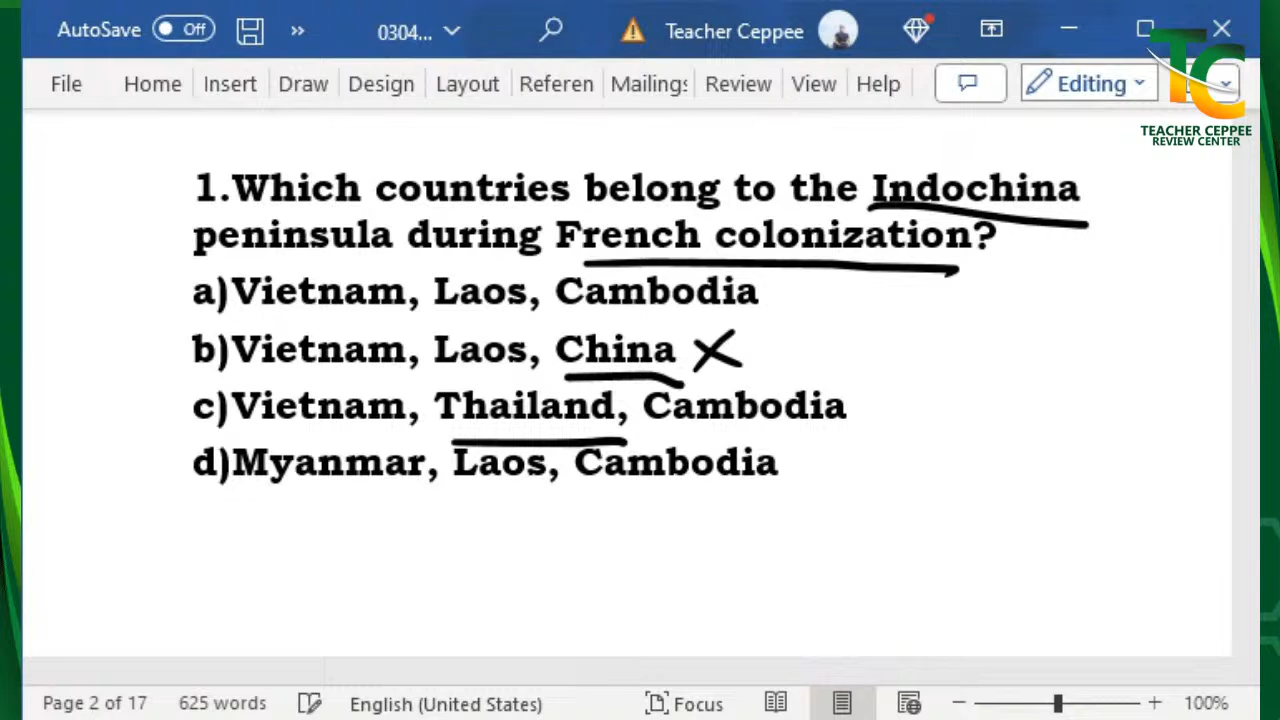 AutoSave Off » 0304... Teacher Ceppee
File Home Insert Draw Design Layout Referen Mailings Review View Help Editing
TC
TEACHER CEPPEE
REVIEW CENTER
1.Which countries belong to the Indochina
peninsula during French colonization?
a)Vietnam, Laos, Cambodia
b)Vietnam, Laos, China
c)Vietnam, Thailand, Cambodia
d)Myanmar, Laos, Cambodia
Page 2 of 17 625 words English (United States) Focus 100%